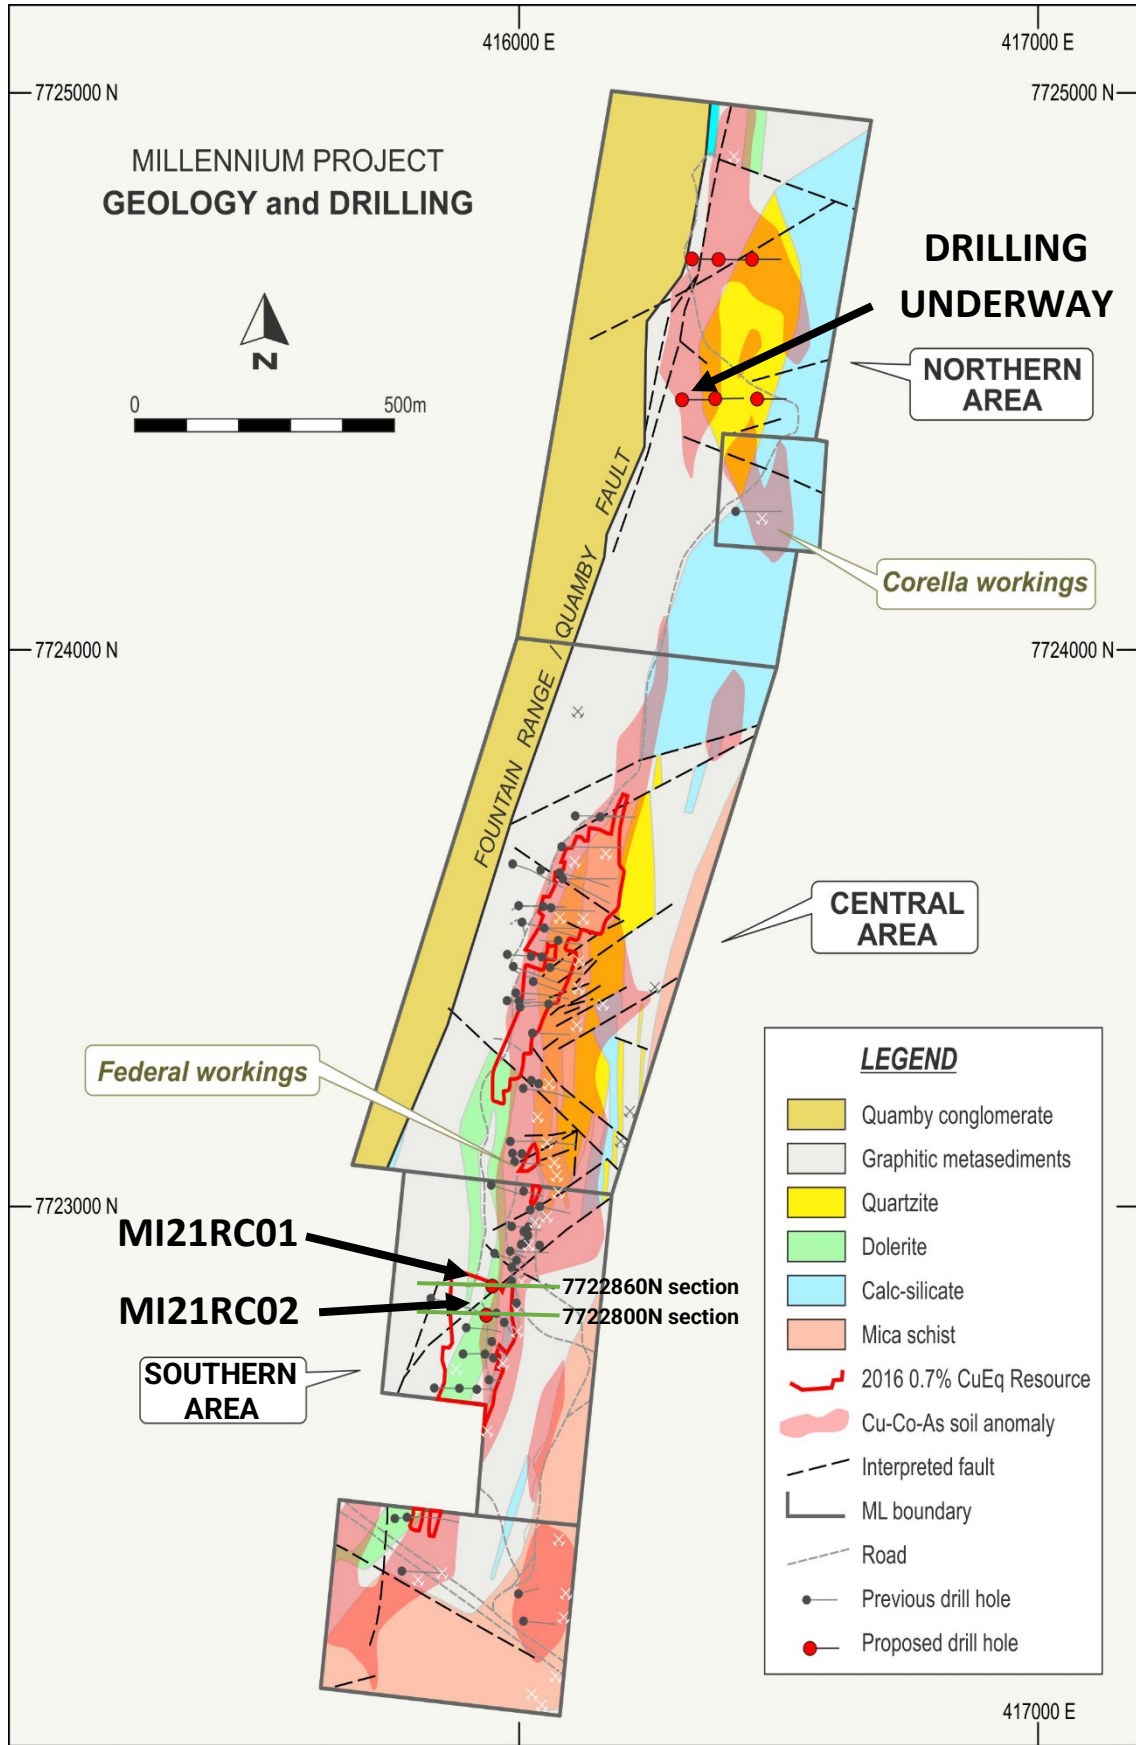 416000 E
417000 E
7725000 N
7725000 N
MILLENNIUM PROJECT
GEOLOGY and DRILLING
N
0
500m
DRILLING
UNDERWAY
NORTHERN
AREA
FOUNTAIN RANGE / QUAMBY FAULT
Corella workings
7724000 N
7724000 N
CENTRAL
AREA
Federal workings
7723000 N
MI21RC01
MI21RC02
7722860N section
7722800N section
SOUTHERN
AREA
LEGEND
Quamby conglomerate
Graphitic metasediments
Quartzite
Dolerite
Calc-silicate
Mica schist
2016 0.7% CuEq Resource
Cu-Co-As soil anomaly
Interpreted fault
ML boundary
Road
Previous drill hole
Proposed drill hole
416000 E
417000 E